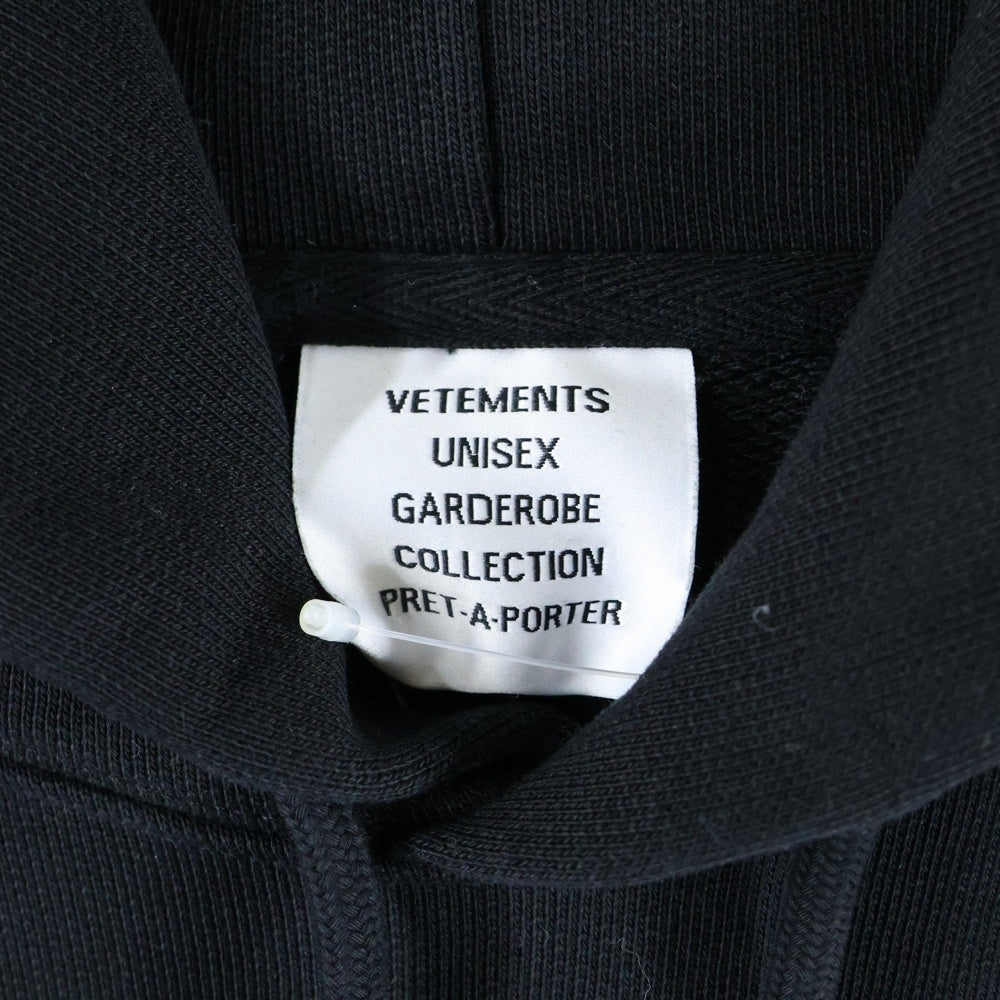 VETEMENTS
UNISEX
GARDEROBE
COLLECTION
PRET-A-PORTER